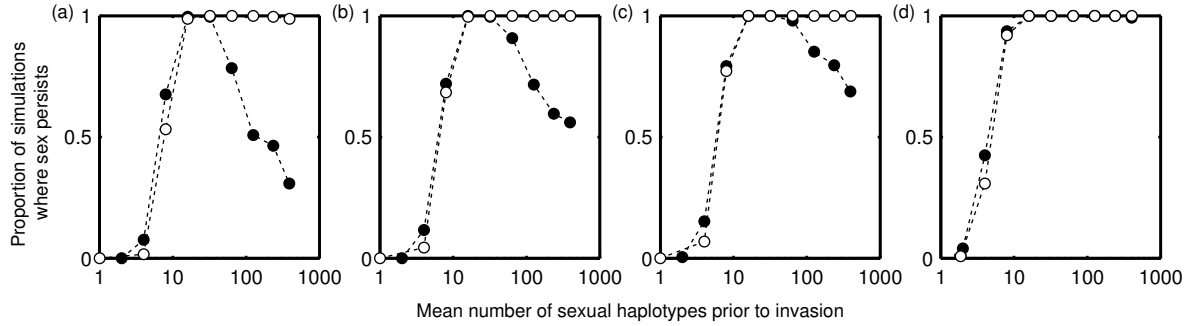 (a) (b) (c) (d)
Proportion of simulations
where sex persists
1 1 1 1
0.5 0.5 0.5 0.5
0 0 0 0
1 10 100 1000 1 10 100 1000 1 10 100 1000 1 10 100 1000
Mean number of sexual haplotypes prior to invasion